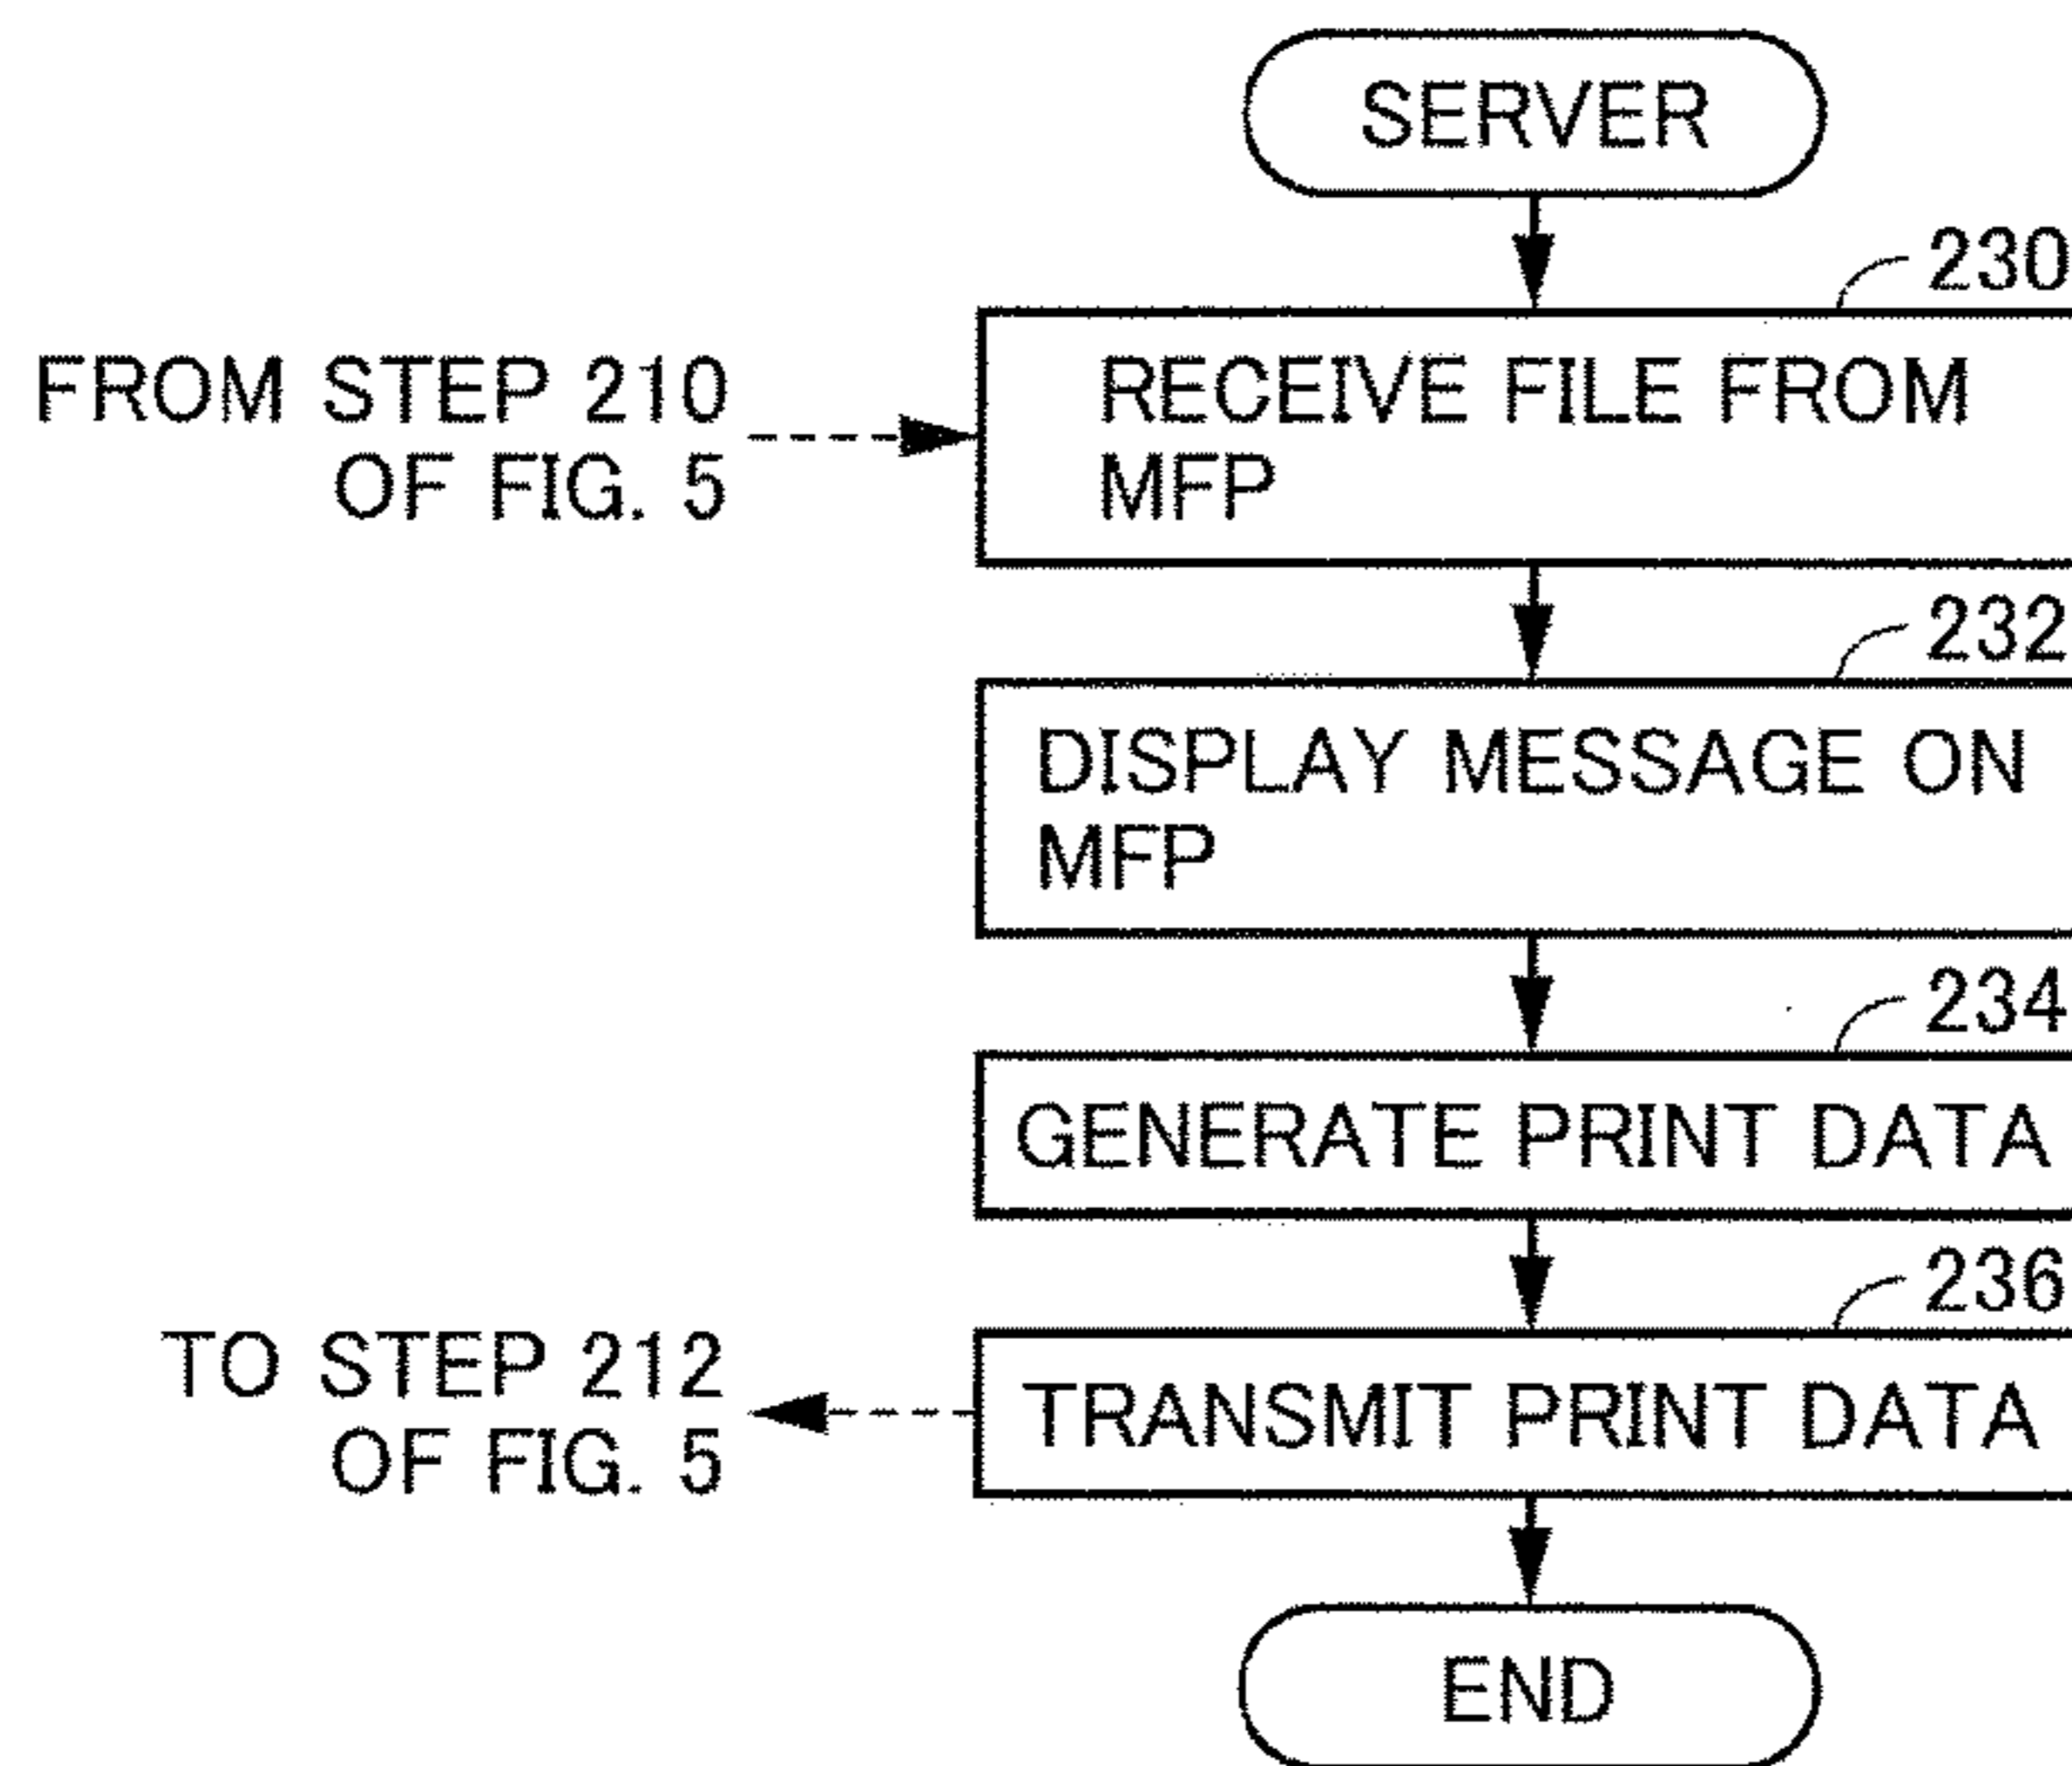 SERVER
230
FROM STEP 210
OF FIG. 5
RECEIVE FILE FROM
MFP
232
DISPLAY MESSAGE ON
MFP
234
GENERATE PRINT DATA
236
TO STEP 212
OF FIG. 5
TRANSMIT PRINT DATA
END